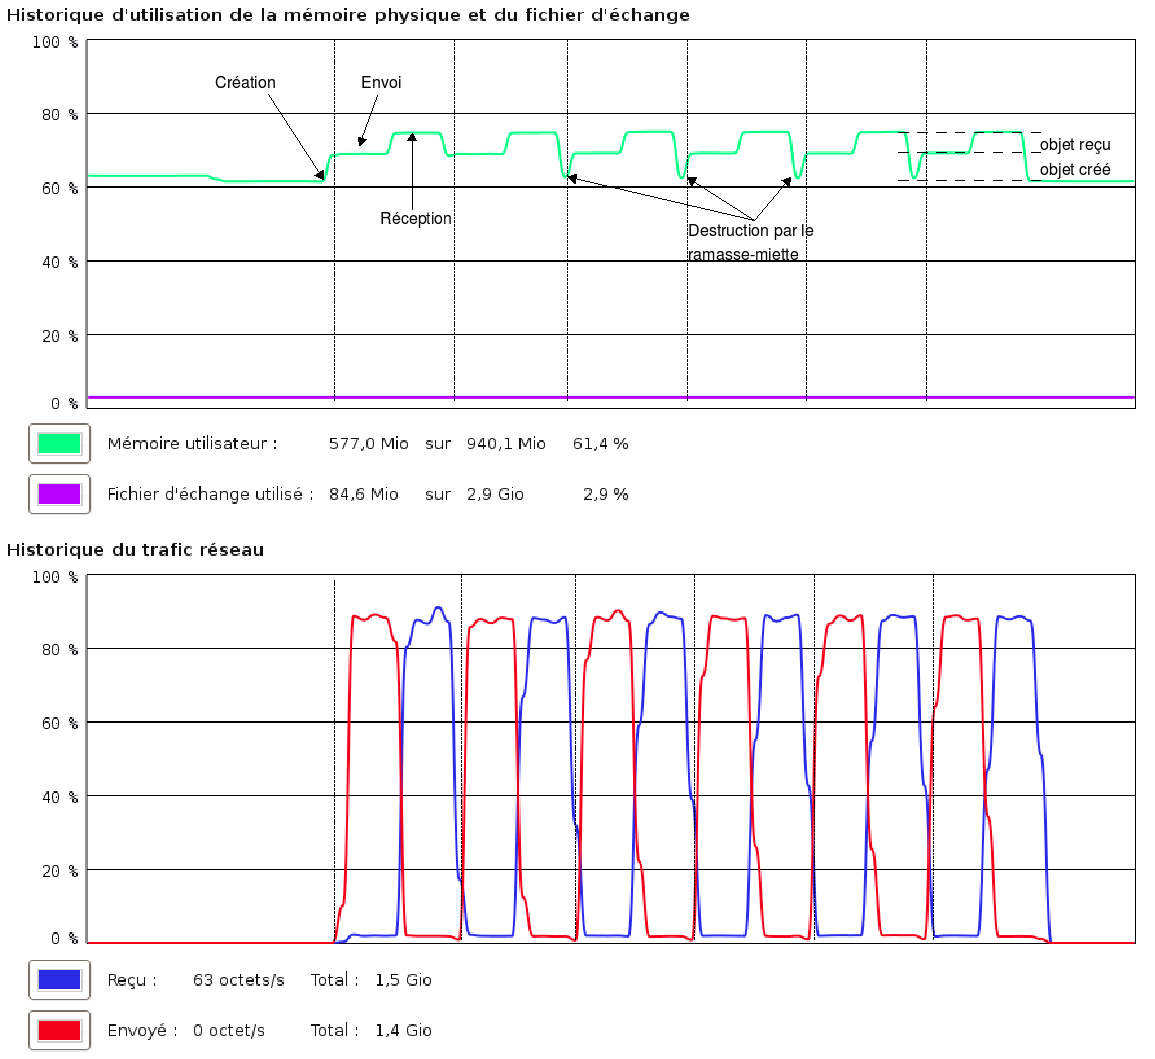 Historique d'utilisation de la mémoire physique et du fichier d'échange
100 %
Création
Envoi
80 %
objet reçu
objet créé
60 %
Réception
Destruction par le
ramasse-miette
40 %
20 %
0 %
Mémoire utilisateur : 577,0 Mio sur 940,1 Mio 61,4 %
Fichier d'échange utilisé : 84,6 Mio sur 2,9 Gio 2,9 %
Historique du trafic réseau
100 %
80 %
60 %
40 %
20 %
0 %
Reçu : 63 octets/s Total : 1,5 Gio
Envoyé : 0 octet/s Total : 1,4 Gio